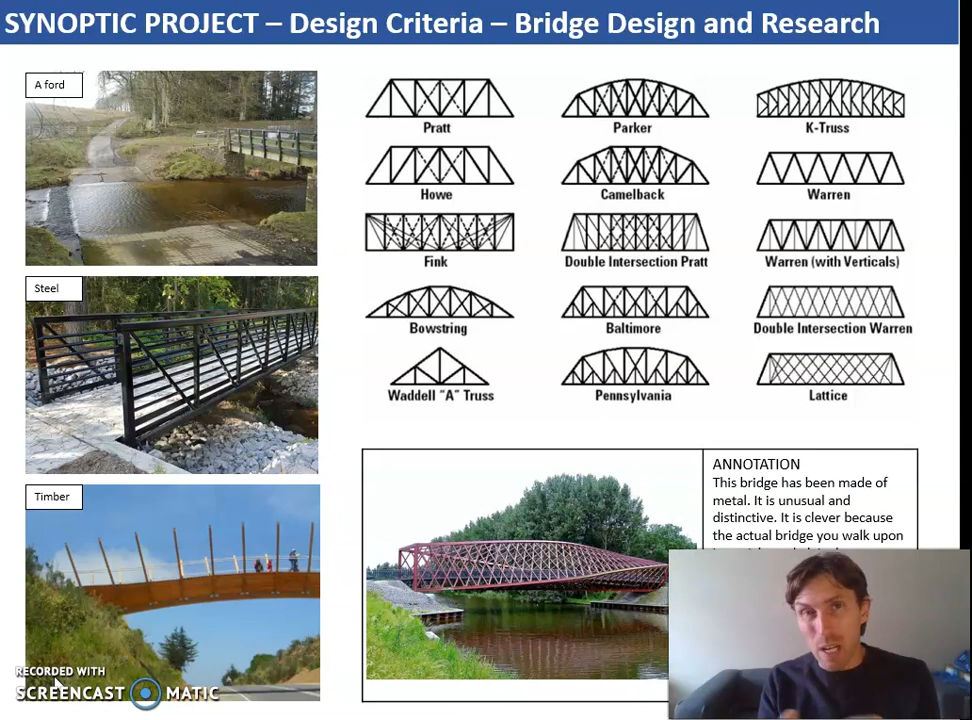 SYNOPTIC PROJECT – Design Criteria – Bridge Design and Research
A ford
Steel
Timber
Pratt
Parker
K-Truss
Howe
Camelback
Warren
Fink
Double Intersection Pratt
Warren (with Verticals)
Bowstring
Baltimore
Double Intersection Warren
Waddell "A" Truss
Pennsylvania
Lattice
ANNOTATION
This bridge has been made of
metal. It is unusual and
distinctive. It is clever because
the actual bridge you walk upon
RECORDED WITH
SCREENCAST MATIC